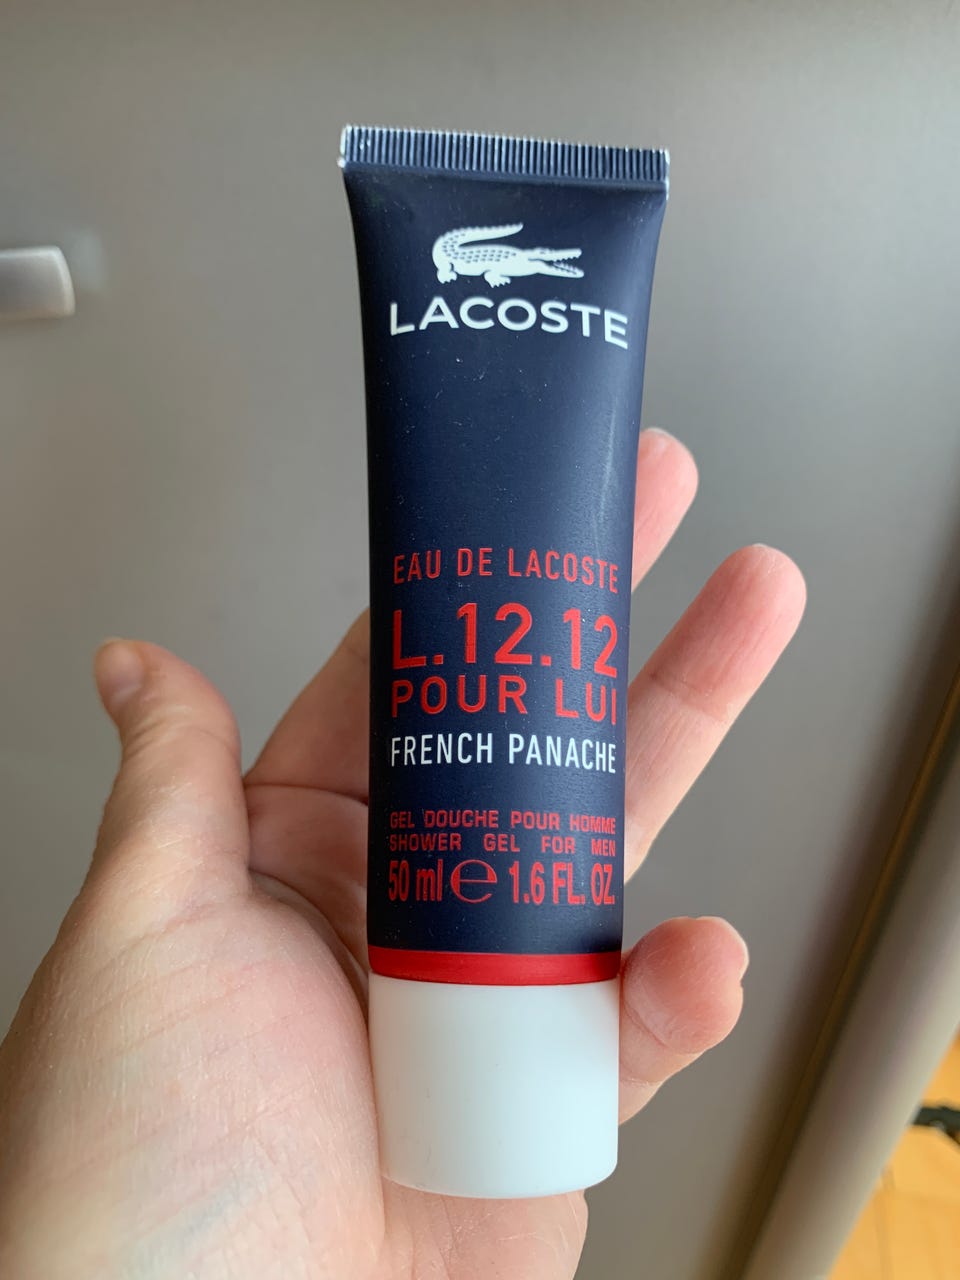 LACOSTE
EAU DE LACOSTE
L.12.12
POUR LUI
FRENCH PANACHE
GEL DOUCHE POUR HOMME
SHOWER GEL FOR MEN
50 ml ℮ 1.6 FL. OZ.